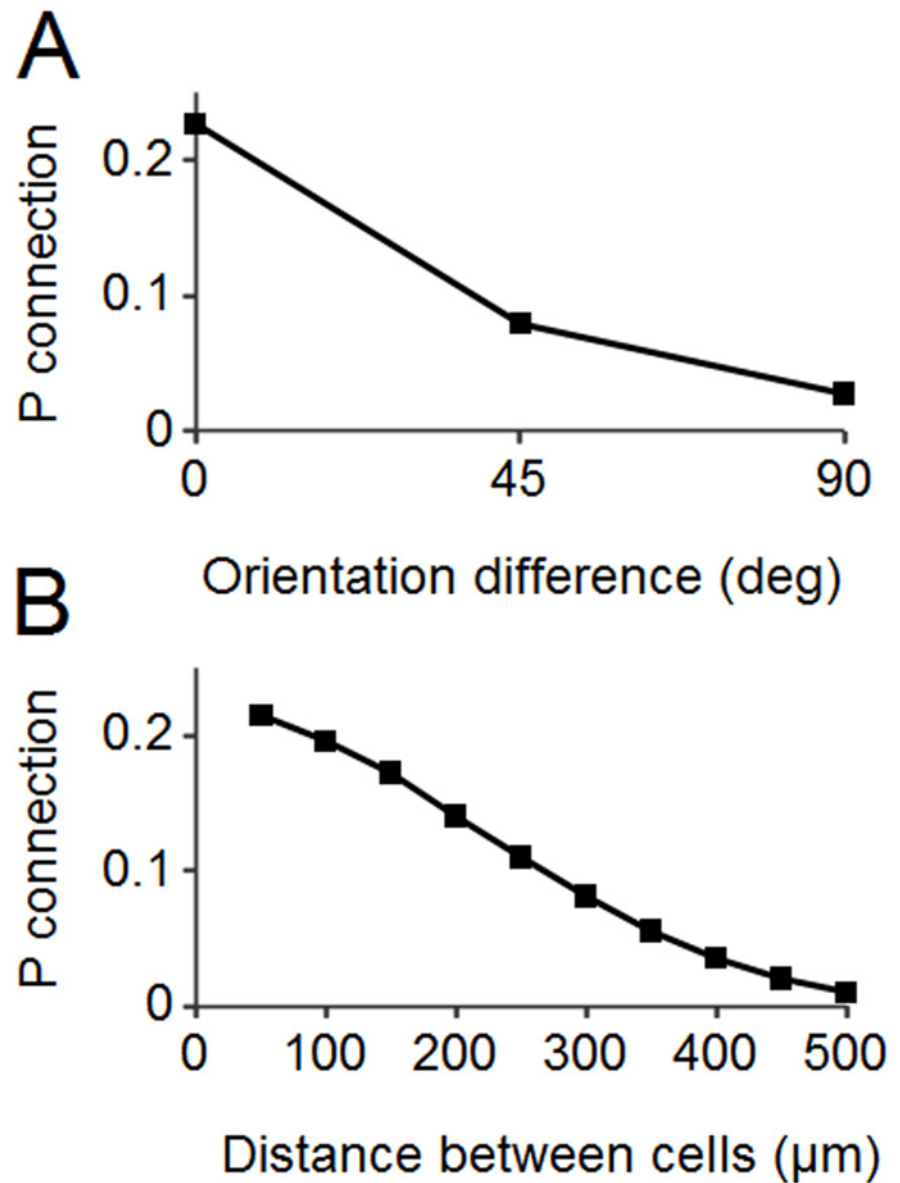 A
P connection
0.2
0.1
0
0 45 90
Orientation difference (deg)
B
P connection
0.2
0.1
0
0 100 200 300 400 500
Distance between cells (µm)